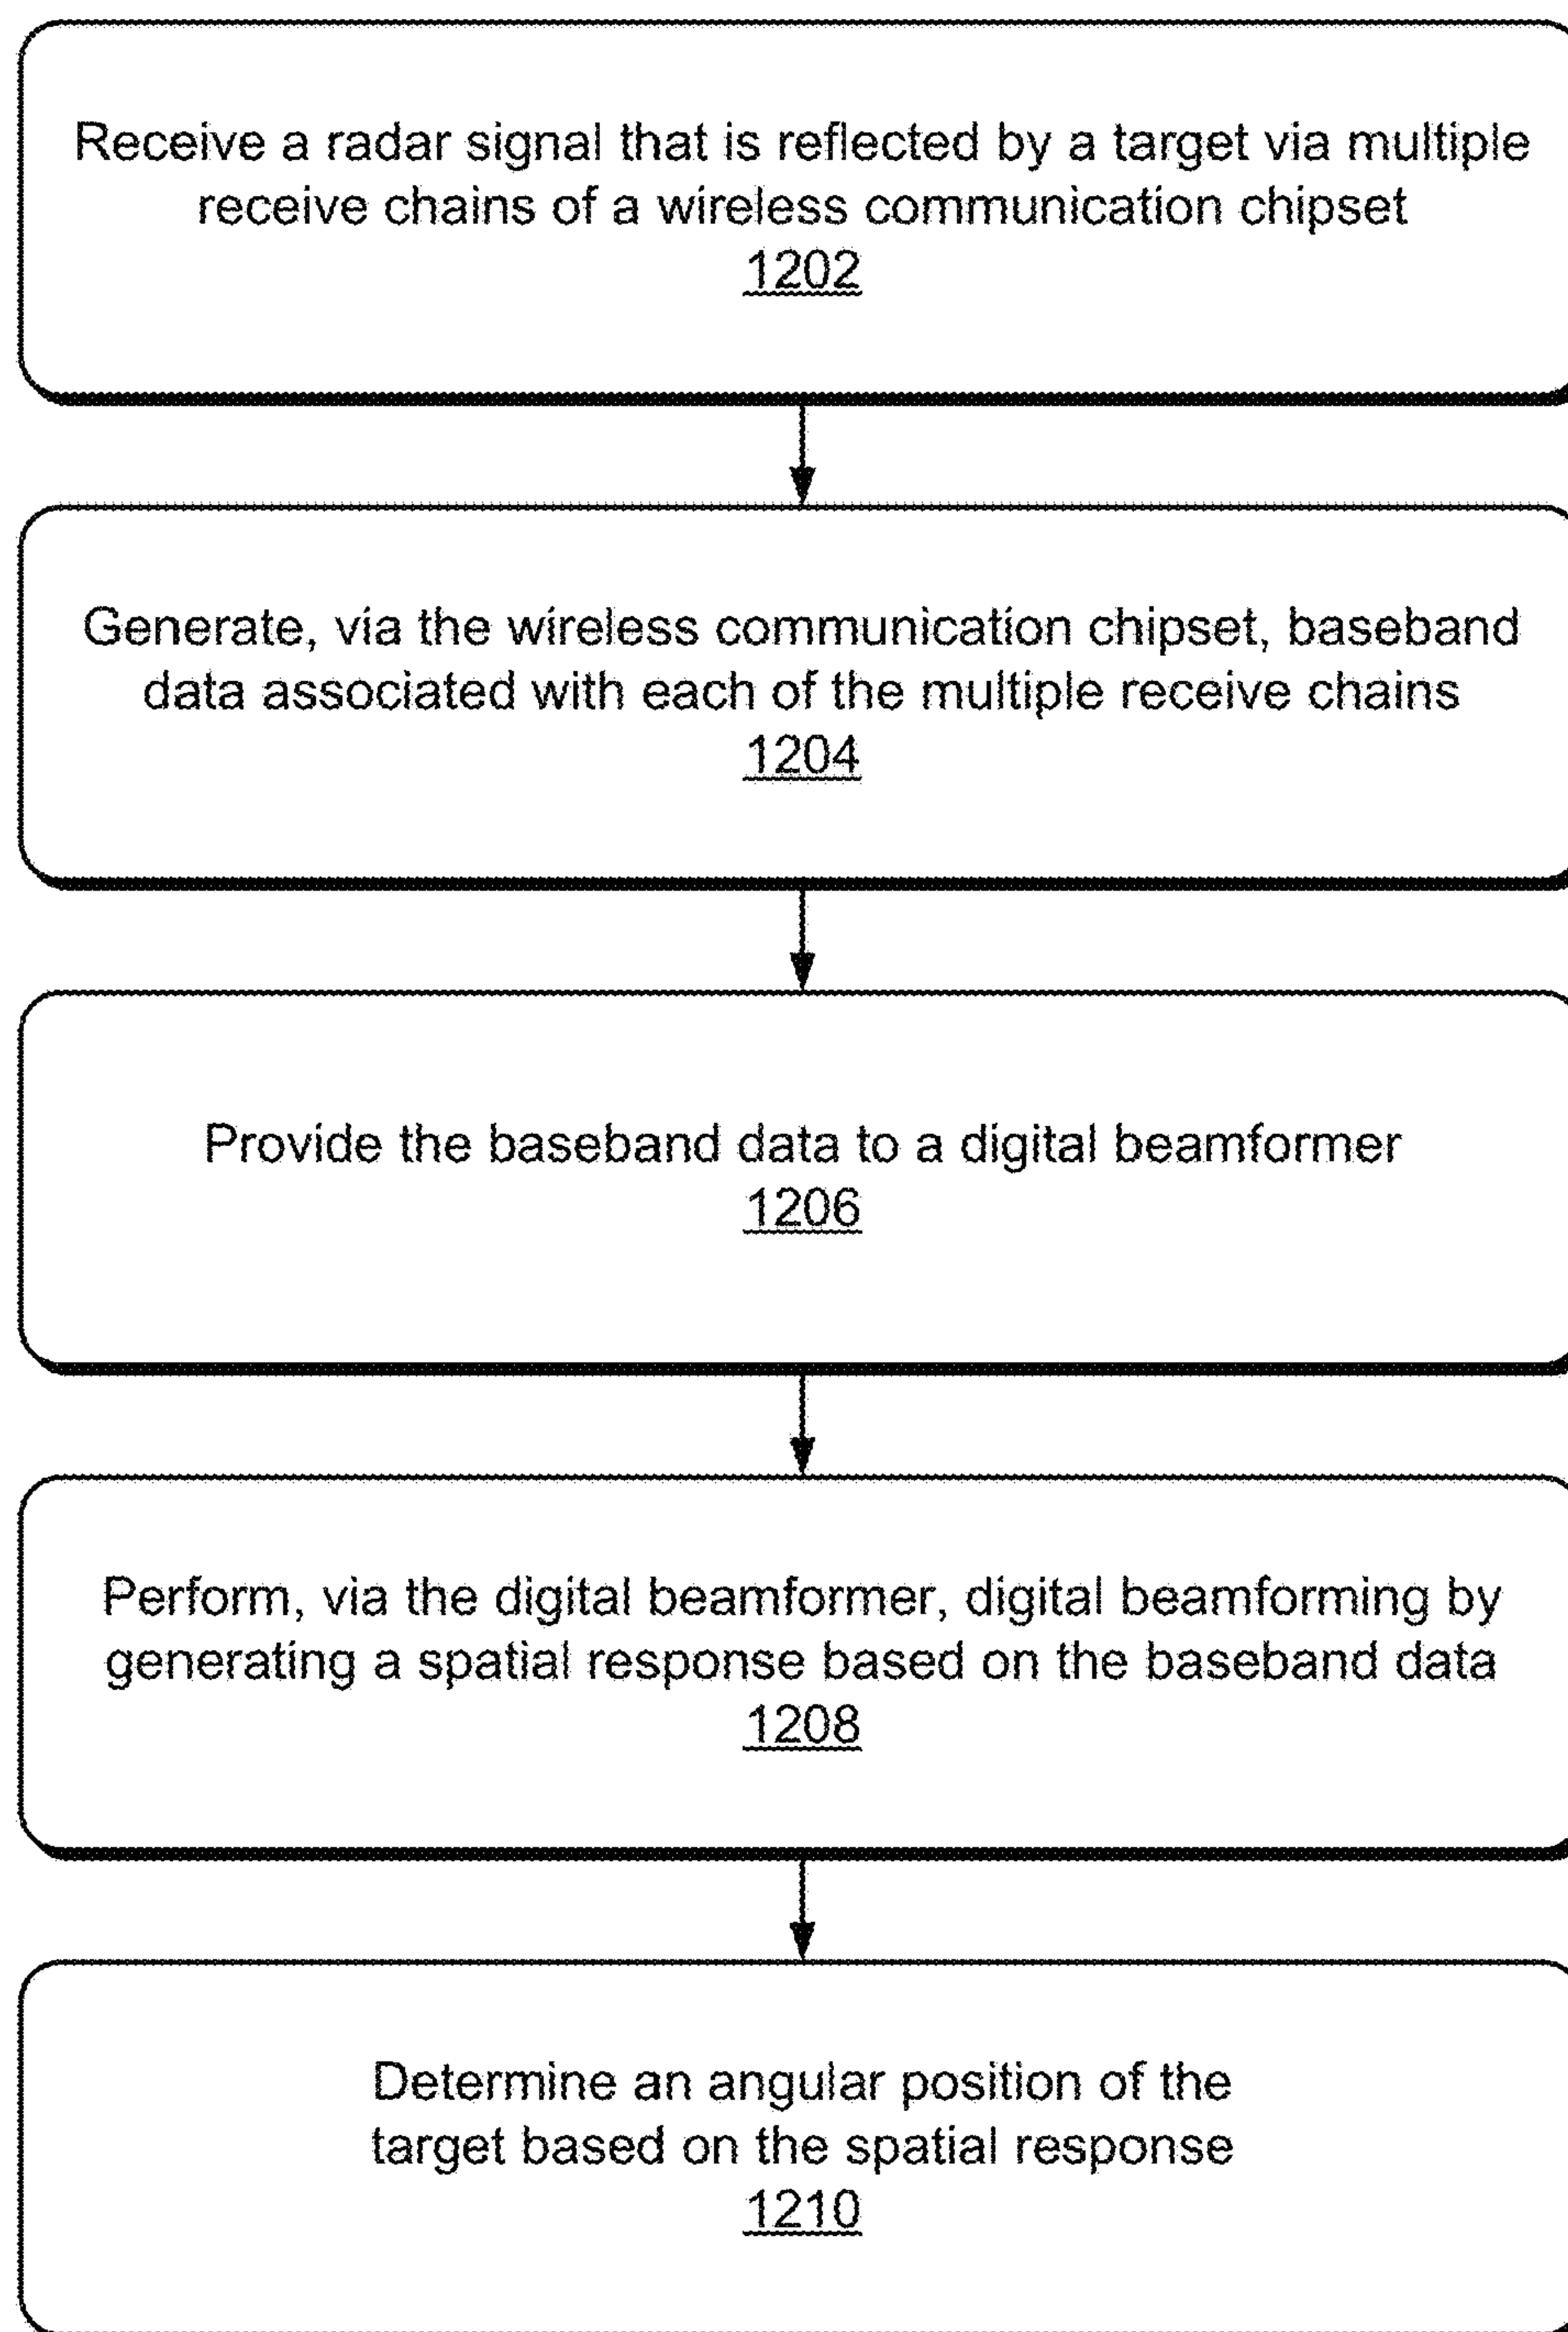 Receive a radar signal that is reflected by a target via multiple
receive chains of a wireless communication chipset
1202
Generate, via the wireless communication chipset, baseband
data associated with each of the multiple receive chains
1204
Provide the baseband data to a digital beamformer
1206
Perform, via the digital beamformer, digital beamforming by
generating a spatial response based on the baseband data
1208
Determine an angular position of the
target based on the spatial response
1210